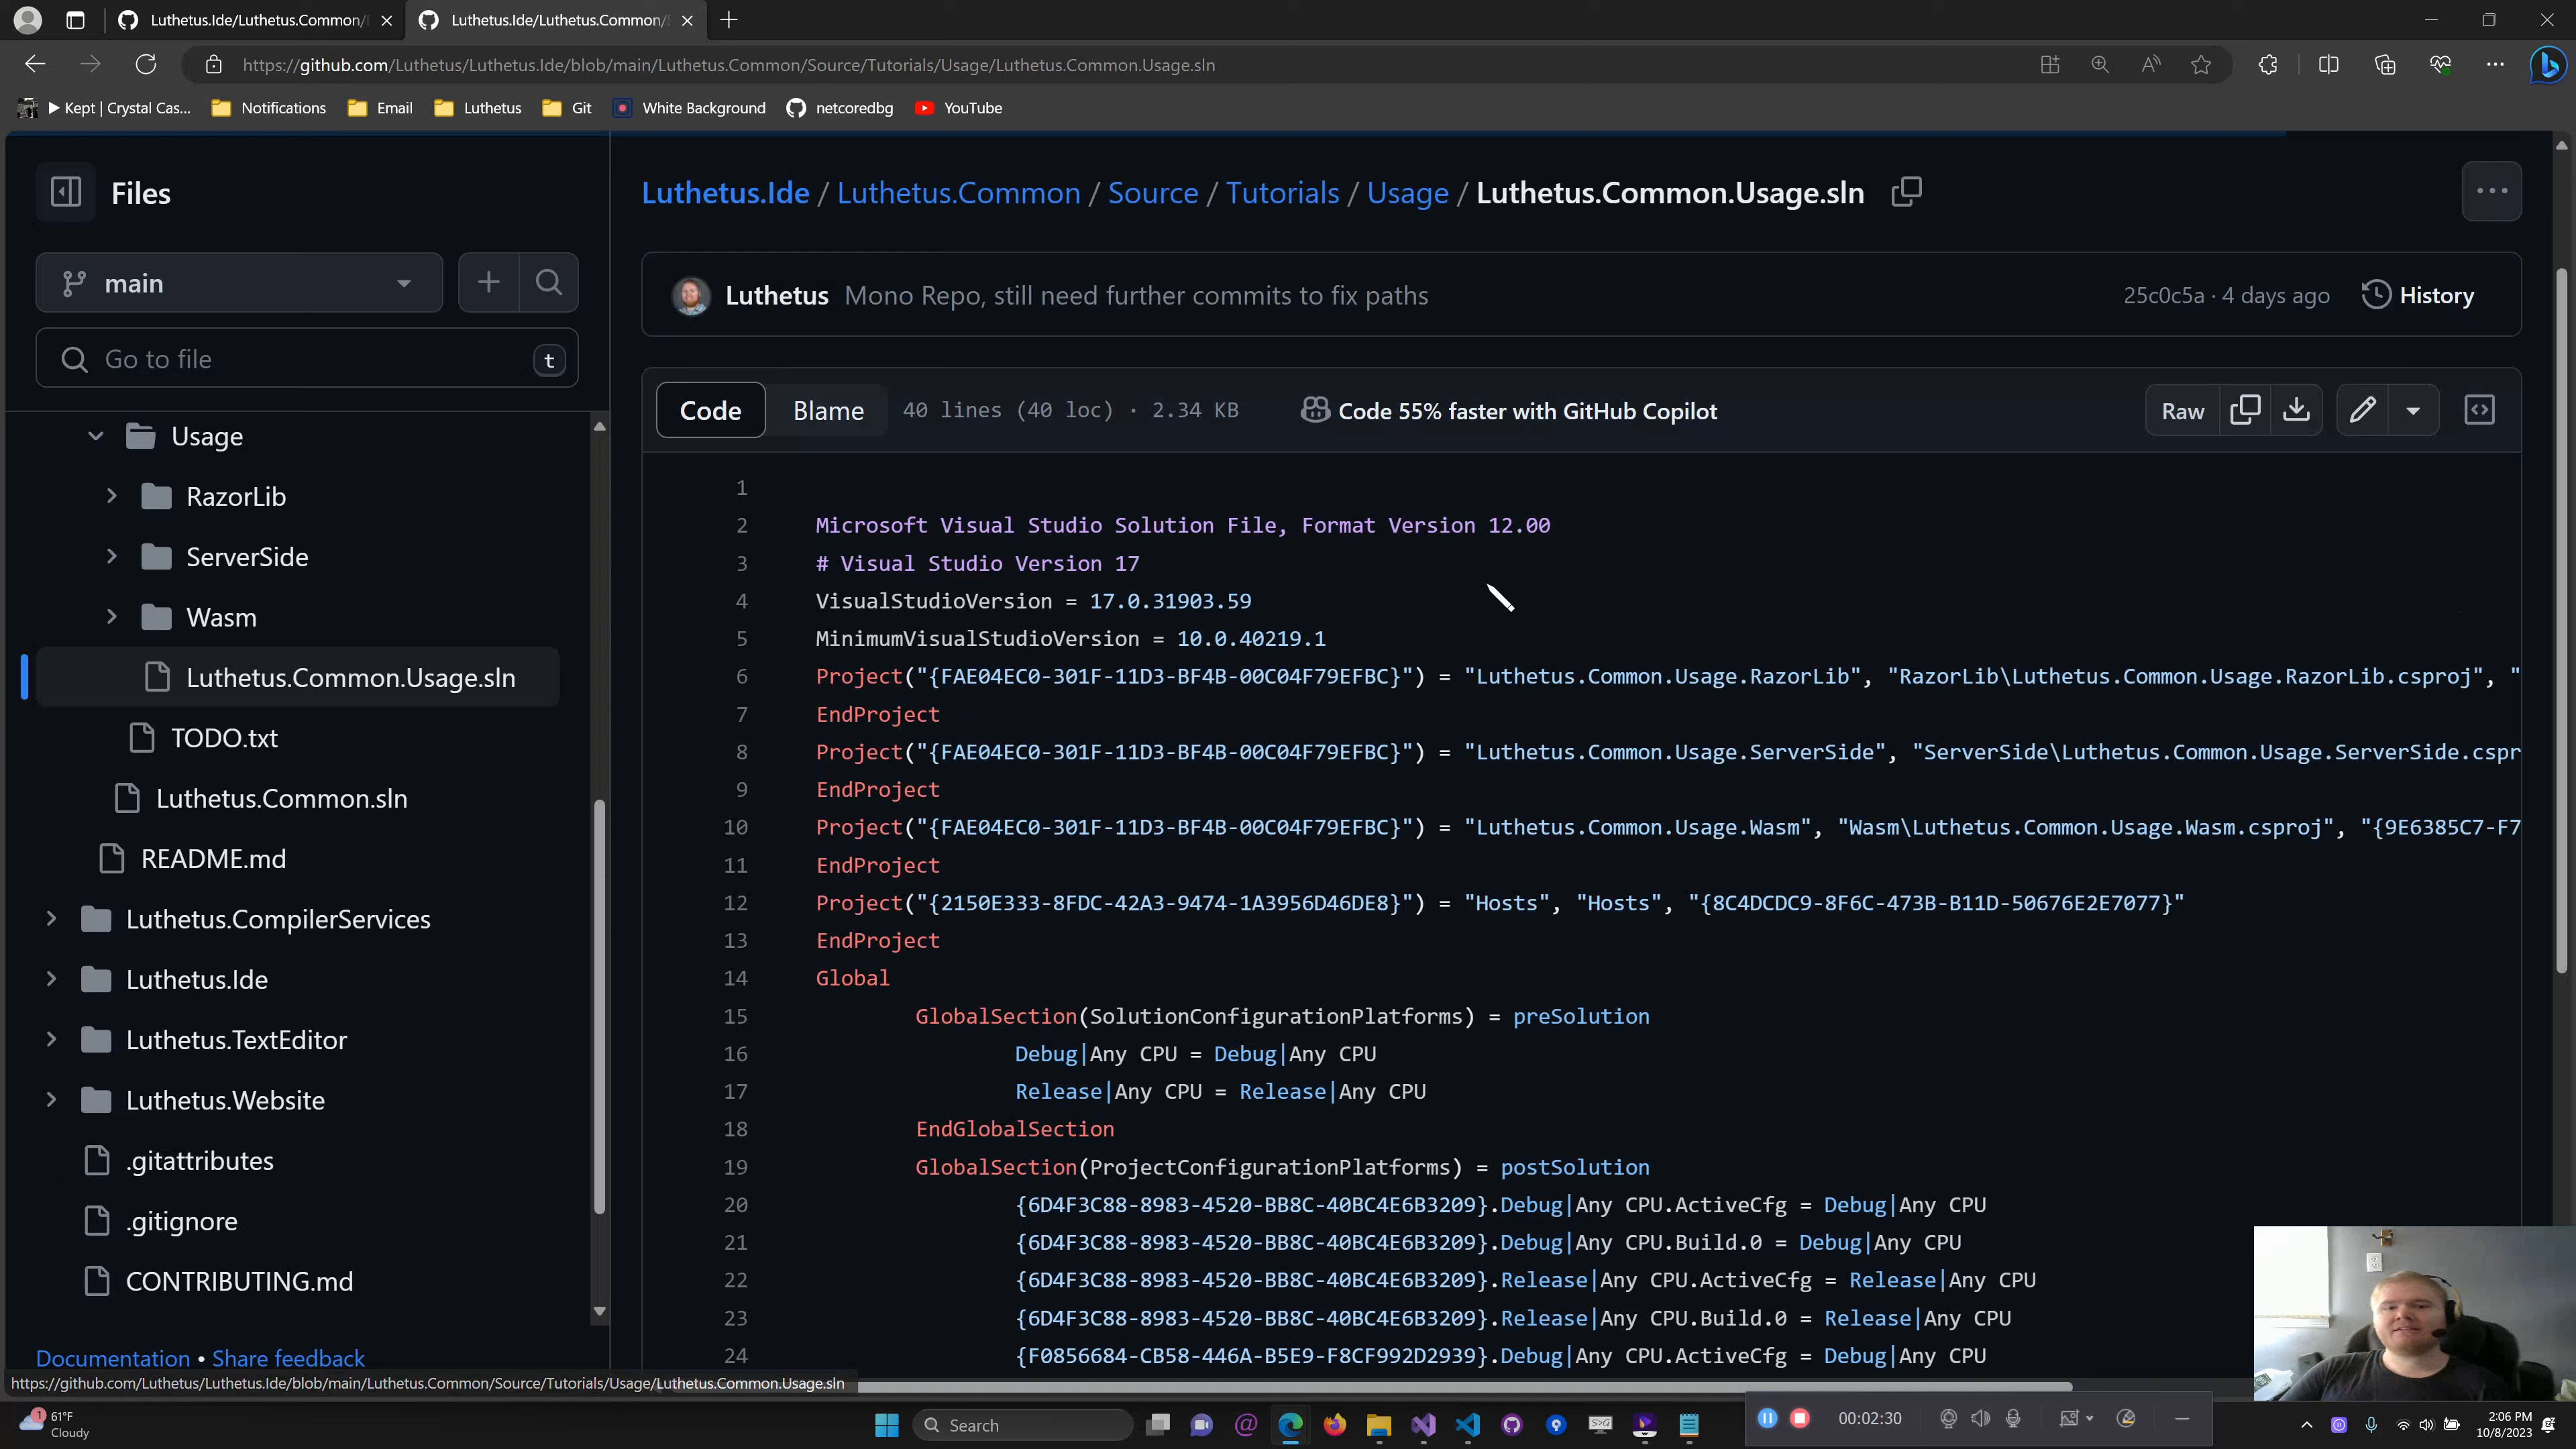 Luthetus.Ide/Luthetus.Common/
Luthetus.Ide/Luthetus.Common/
https://github.com/Luthetus/Luthetus.Ide/blob/main/Luthetus.Common/Source/Tutorials/Usage/Luthetus.Common.Usage.sln
Kept | Crystal Cas...
Notifications
Email
Luthetus
Git
White Background
netcoredbg
YouTube
Files
main
Go to file
t
Usage
RazorLib
ServerSide
Wasm
Luthetus.Common.Usage.sln
TODO.txt
Luthetus.Common.sln
README.md
Luthetus.CompilerServices
Luthetus.Ide
Luthetus.TextEditor
Luthetus.Website
.gitattributes
.gitignore
CONTRIBUTING.md
Documentation • Share feedback
https://github.com/Luthetus/Luthetus.Ide/blob/main/Luthetus.Common/Source/Tutorials/Usage/Luthetus.Common.Usage.sln
Luthetus.Ide / Luthetus.Common / Source / Tutorials / Usage / Luthetus.Common.Usage.sln
Luthetus Mono Repo, still need further commits to fix paths
25c0c5a · 4 days ago
History
Code
Blame
40 lines (40 loc) · 2.34 KB
Code 55% faster with GitHub Copilot
Raw
1
2 Microsoft Visual Studio Solution File, Format Version 12.00
3 # Visual Studio Version 17
4 VisualStudioVersion = 17.0.31903.59
5 MinimumVisualStudioVersion = 10.0.40219.1
6 Project("{FAE04EC0-301F-11D3-BF4B-00C04F79EFBC}") = "Luthetus.Common.Usage.RazorLib", "RazorLib\Luthetus.Common.Usage.RazorLib.csproj", "
7 EndProject
8 Project("{FAE04EC0-301F-11D3-BF4B-00C04F79EFBC}") = "Luthetus.Common.Usage.ServerSide", "ServerSide\Luthetus.Common.Usage.ServerSide.cspr
9 EndProject
10 Project("{FAE04EC0-301F-11D3-BF4B-00C04F79EFBC}") = "Luthetus.Common.Usage.Wasm", "Wasm\Luthetus.Common.Usage.Wasm.csproj", "{9E6385C7-F7
11 EndProject
12 Project("{2150E333-8FDC-42A3-9474-1A3956D46DE8}") = "Hosts", "Hosts", "{8C4DCDC9-8F6C-473B-B11D-50676E2E7077}"
13 EndProject
14 Global
15 GlobalSection(SolutionConfigurationPlatforms) = preSolution
16 Debug|Any CPU = Debug|Any CPU
17 Release|Any CPU = Release|Any CPU
18 EndGlobalSection
19 GlobalSection(ProjectConfigurationPlatforms) = postSolution
20 {6D4F3C88-8983-4520-BB8C-40BC4E6B3209}.Debug|Any CPU.ActiveCfg = Debug|Any CPU
21 {6D4F3C88-8983-4520-BB8C-40BC4E6B3209}.Debug|Any CPU.Build.0 = Debug|Any CPU
22 {6D4F3C88-8983-4520-BB8C-40BC4E6B3209}.Release|Any CPU.ActiveCfg = Release|Any CPU
23 {6D4F3C88-8983-4520-BB8C-40BC4E6B3209}.Release|Any CPU.Build.0 = Release|Any CPU
24 {F0856684-CB58-446A-B5E9-F8CF992D2939}.Debug|Any CPU.ActiveCfg = Debug|Any CPU
1
61°F
Cloudy
Search
00:02:30
2:06 PM
10/8/2023